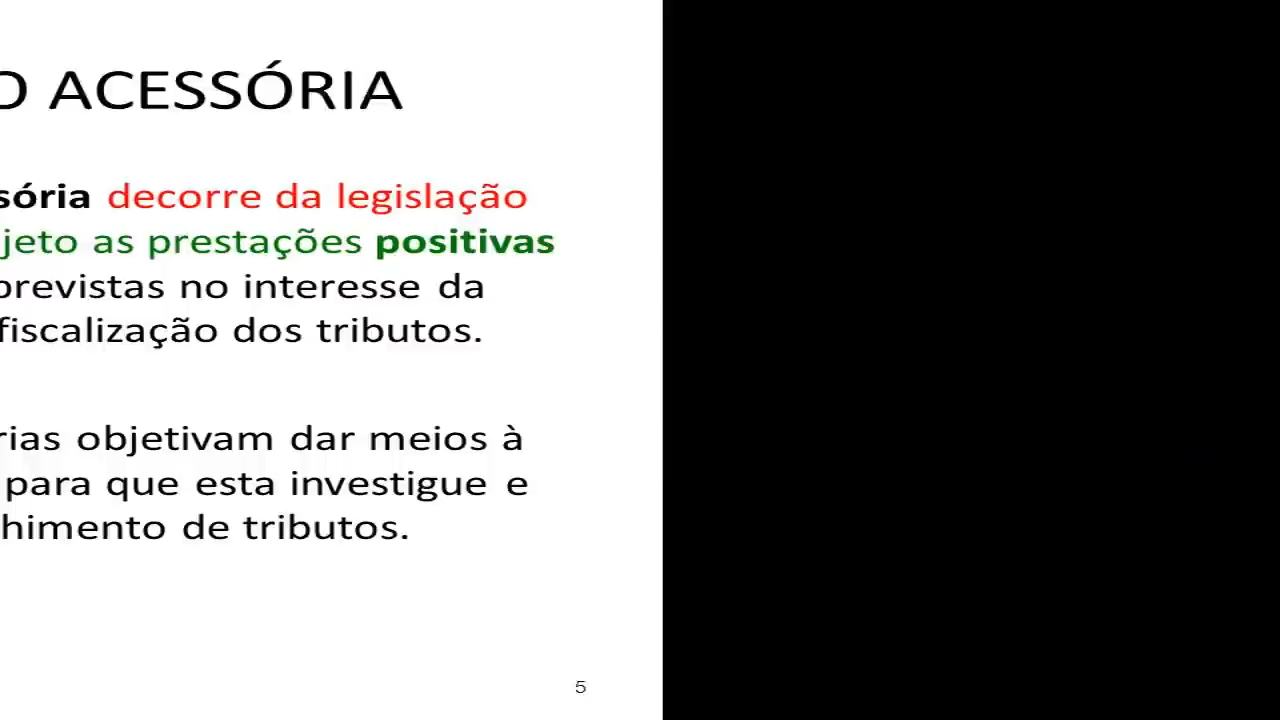 ACESSÓRIA
sória decorre da legislação
jeto as prestações positivas
previstas no interesse da
fiscalização dos tributos.
rias objetivam dar meios à
para que esta investigue e
himento de tributos.
5